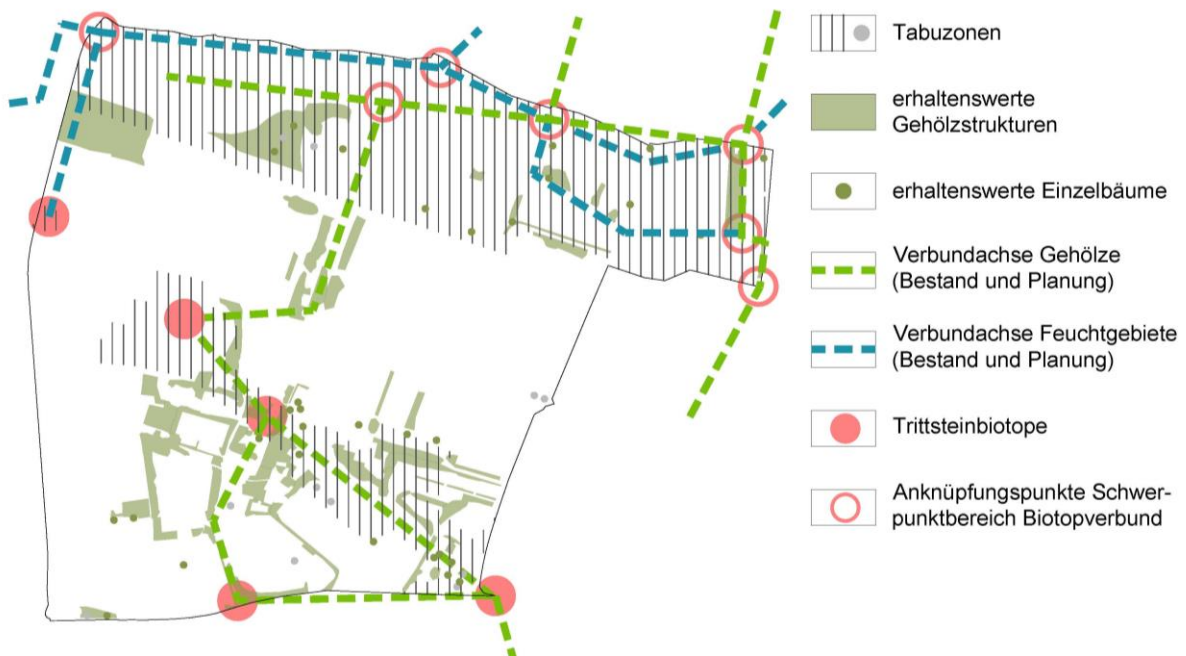 Tabuzonen
erhaltenswerte
Gehölzstrukturen
erhaltenswerte Einzelbäume
Verbundachse Gehölze
(Bestand und Planung)
Verbundachse Feuchtgebiete
(Bestand und Planung)
Trittsteinbiotope
Anknüpfungspunkte Schwer-
punktbereich Biotopverbund